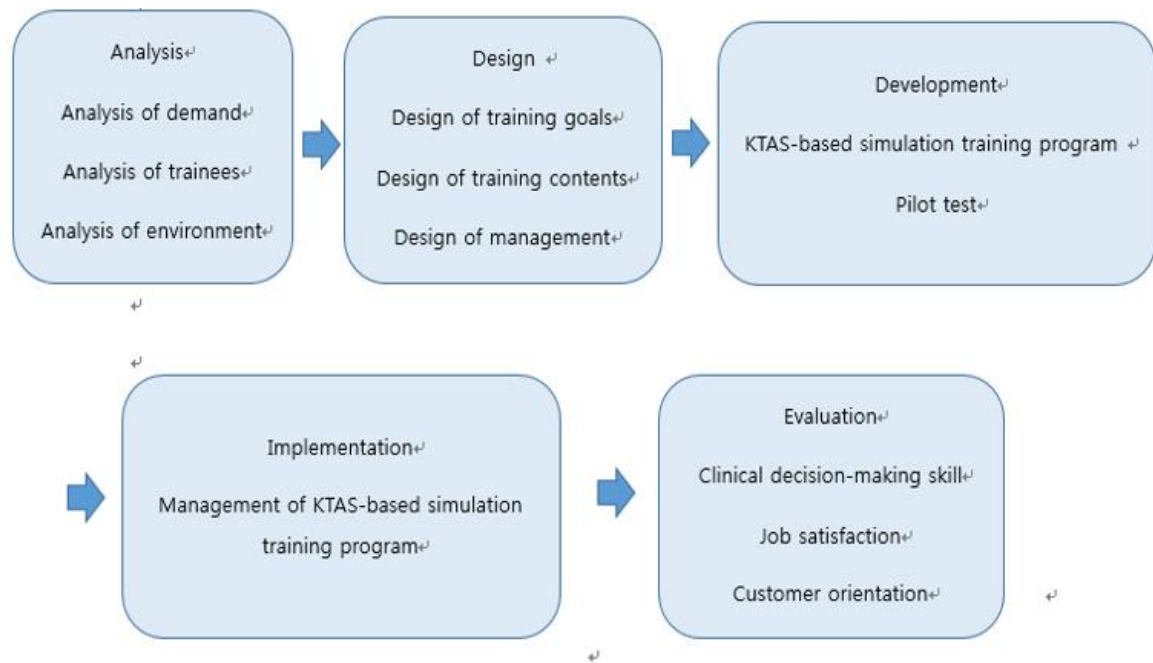 Analysis↵
Analysis of demand↵
Analysis of trainees↵
Analysis of environment↵
Design ↵
Design of training goals↵
Design of training contents↵
Design of management↵
Development↵
KTAS-based simulation training program ↵
Pilot test↵
↵
↵
Implementation↵
Management of KTAS-based simulation
training program↵
Evaluation↵
Clinical decision-making skill↵
Job satisfaction↵
Customer orientation↵
↵
↵